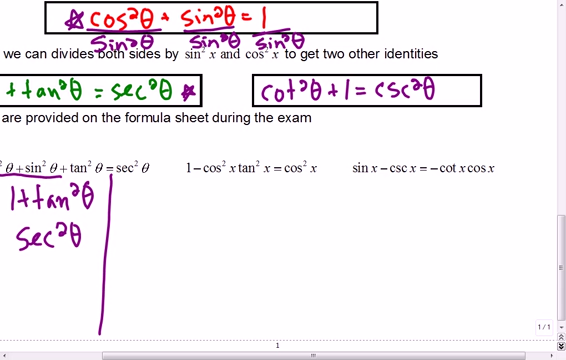 ☆ cos²θ + sin²θ = 1
sin²θ sin²θ sin²θ
we can divides both sides by sin² x and cos² x to get two other identities
+ tan²θ = sec²θ ☆
cot²θ + 1 = csc²θ
are provided on the formula sheet during the exam
² θ + sin² θ + tan² θ = sec² θ
1 − cos² x tan² x = cos² x
sin x − csc x = −cot x cos x
1 + tan²θ
sec²θ
1 / 1
1